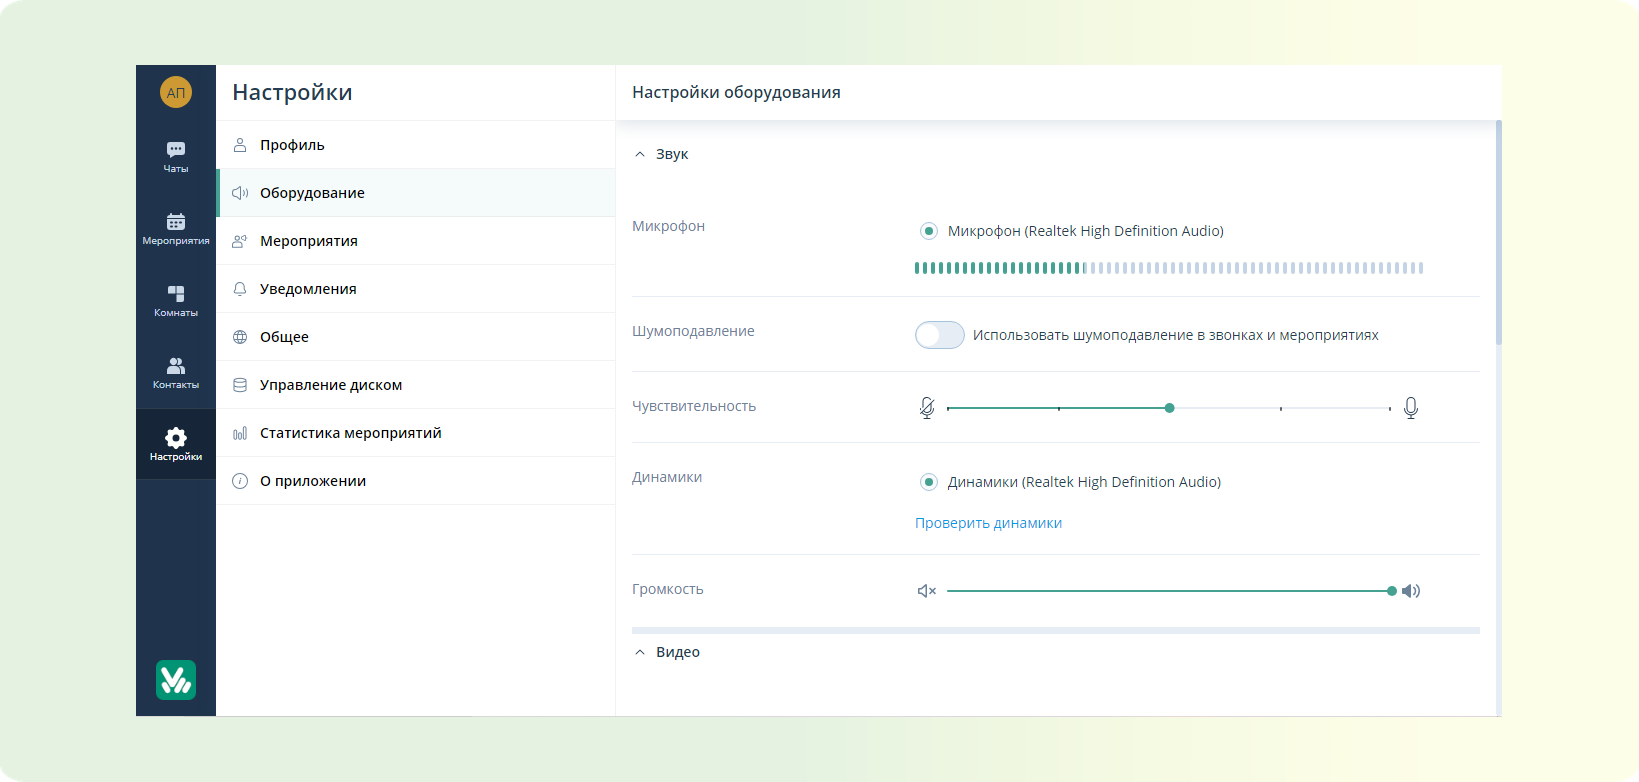 АП
Чаты
Мероприятия
Комнаты
Контакты
Настройки
Настройки
Профиль
Оборудование
Мероприятия
Уведомления
Общее
Управление диском
Статистика мероприятий
О приложении
Настройки оборудования
Звук
Микрофон
Микрофон (Realtek High Definition Audio)
Шумоподавление
Использовать шумоподавление в звонках и мероприятиях
Чувствительность
Динамики
Динамики (Realtek High Definition Audio)
Проверить динамики
Громкость
Видео